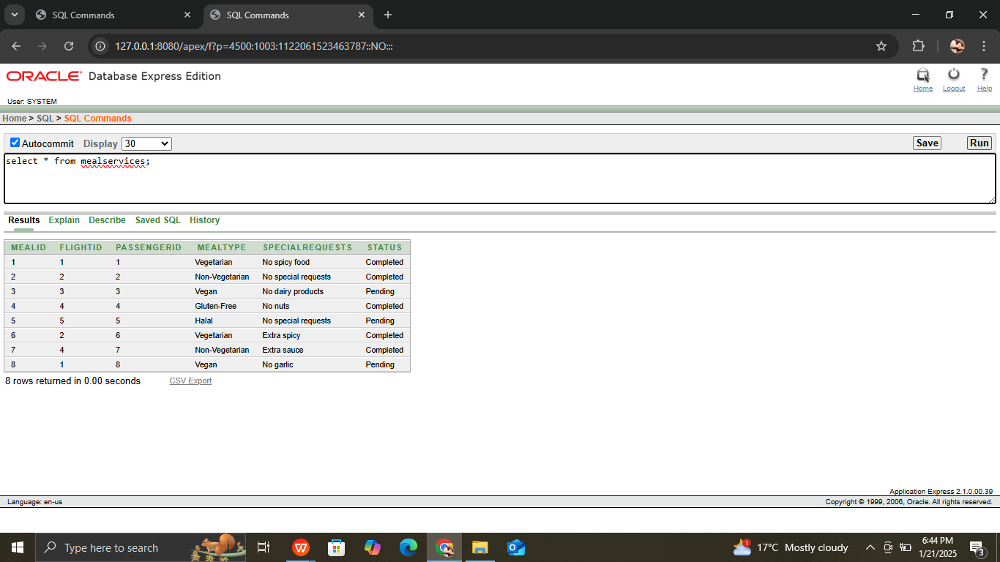 SQL Commands
SQL Commands
127.0.0.1:8080/apex/f?p=4500:1003:1122061523463787::NO:::
ORACLE Database Express Edition
Home Logout Help
User: SYSTEM
Home > SQL > SQL Commands
Autocommit Display 30 Save Run
select * from mealservices;
Results Explain Describe Saved SQL History
MEALID FLIGHTID PASSENGERID MEALTYPE SPECIALREQUESTS STATUS
1 1 1 Vegetarian No spicy food Completed
2 2 2 Non-Vegetarian No special requests Completed
3 3 3 Vegan No dairy products Pending
4 4 4 Gluten-Free No nuts Completed
5 5 5 Halal No special requests Pending
6 2 6 Vegetarian Extra spicy Completed
7 4 7 Non-Vegetarian Extra sauce Completed
8 1 8 Vegan No garlic Pending
8 rows returned in 0.00 seconds CSV Export
Application Express 2.1.0.00.39
Language: en-us Copyright © 1999, 2006, Oracle. All rights reserved.
Type here to search 1 17°C Mostly cloudy 6:44 PM
1/21/2025 3